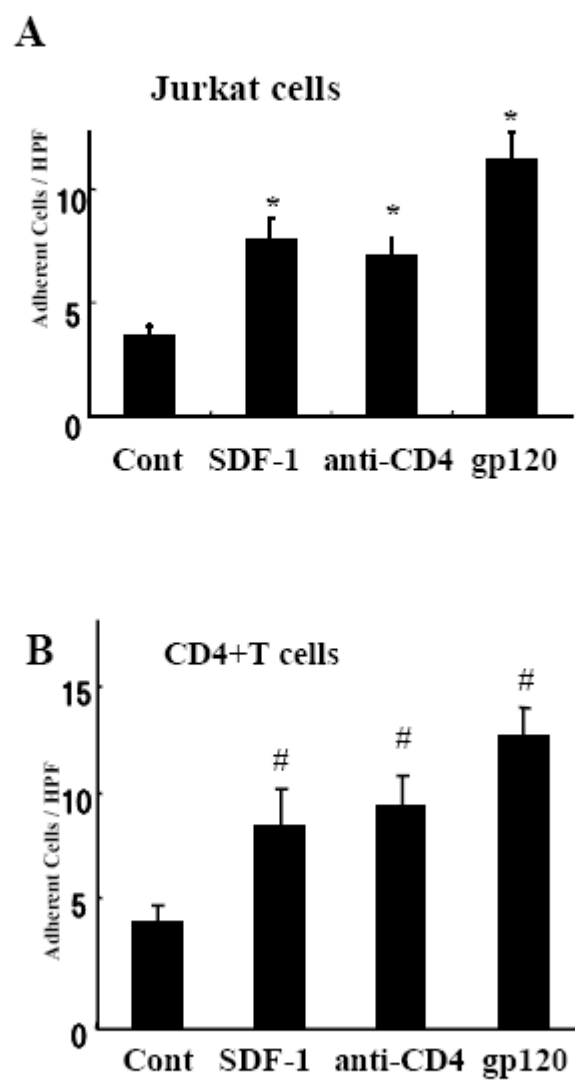 A
Jurkat cells
Adherent Cells / HPF
*
*
*
10
5
0
Cont SDF-1 anti-CD4 gp120
B
CD4+T cells
Adherent Cells / HPF
#
#
#
15
10
5
0
Cont SDF-1 anti-CD4 gp120